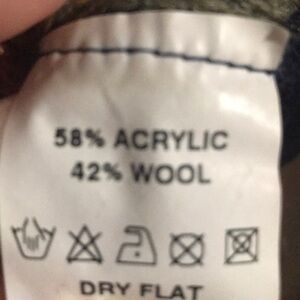 58% ACRYLIC
42% WOOL
DRY FLAT